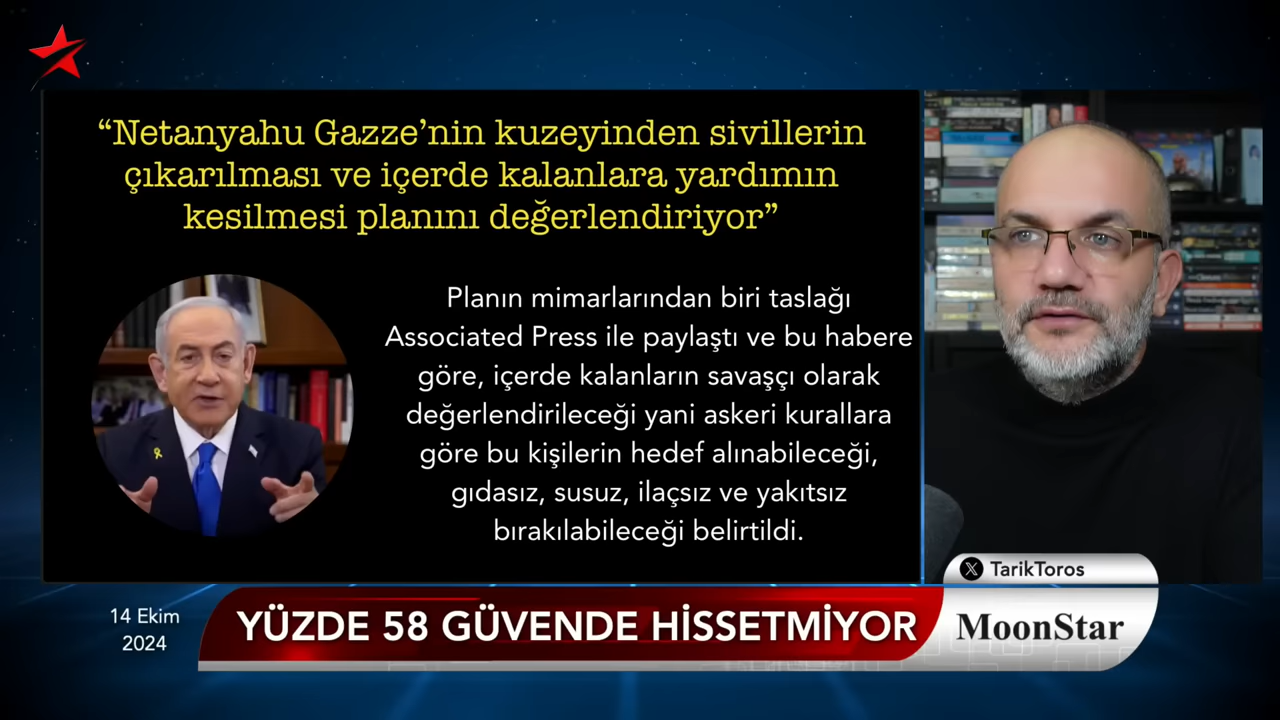 “Netanyahu Gazze’nin kuzeyinden sivillerin
çıkarılması ve içerde kalanlara yardımın
kesilmesi planını değerlendiriyor”
Planın mimarlarından biri taslağı
Associated Press ile paylaştı ve bu habere
göre, içerde kalanların savaşçı olarak
değerlendirileceği yani askeri kurallara
göre bu kişilerin hedef alınabileceği,
gıdasız, susuz, ilaçsız ve yakıtsız
bırakılabileceği belirtildi.
X TarikToros
14 Ekim
2024
YÜZDE 58 GÜVENDE HİSSETMİYOR
MoonStar